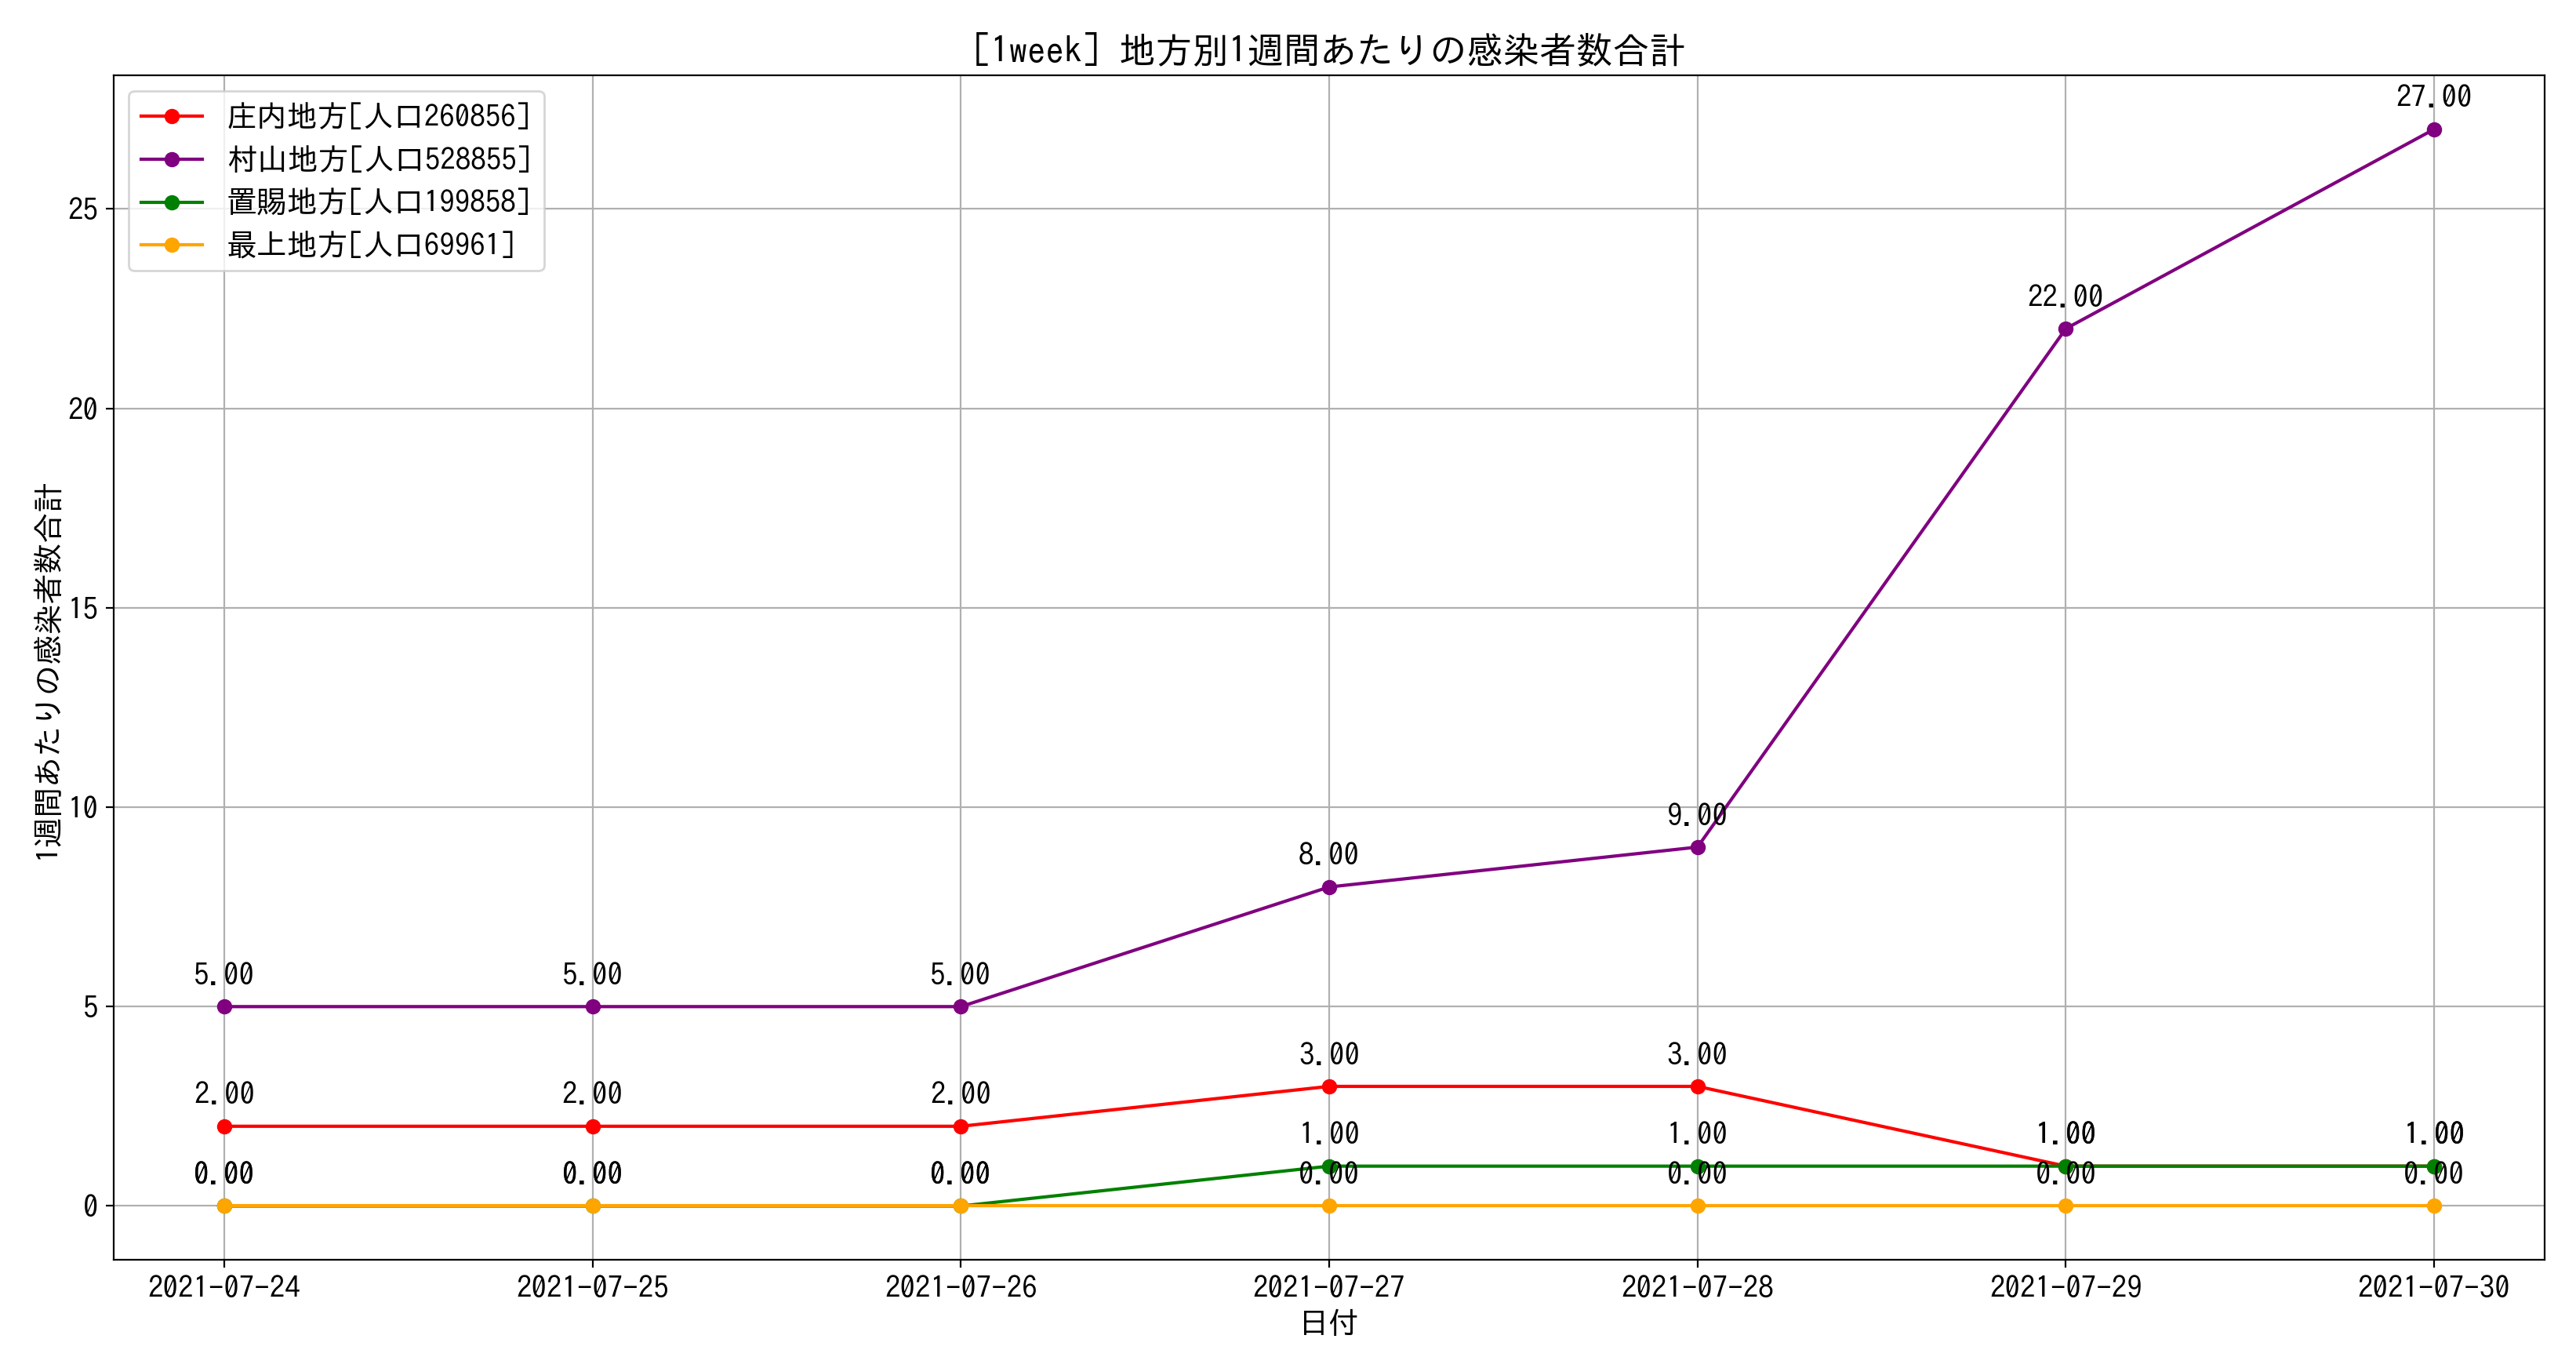 [1week] 地方別1週間あたりの感染者数合計
庄内地方[人口260856]
村山地方[人口528855]
置賜地方[人口199858]
最上地方[人口69961]
1週間あたりの感染者数合計
25
20
15
10
5
0
27.00
22.00
9.00
8.00
5.00 5.00 5.00
3.00 3.00
2.00 2.00 2.00
1.00 1.00 1.00 1.00
0.00 0.00 0.00 0.00 0.00 0.00 0.00
2021-07-24 2021-07-25 2021-07-26 2021-07-27 2021-07-28 2021-07-29 2021-07-30
日付